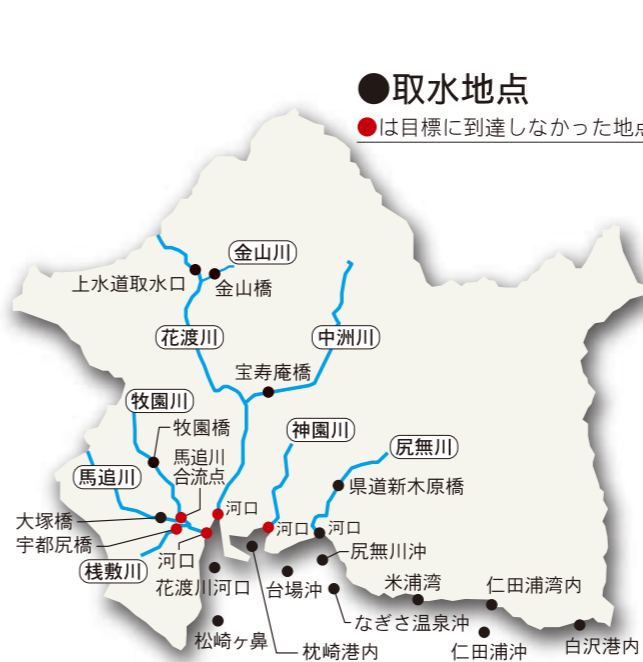 ●取水地点
●は目標に到達しなかった地点
金山川
上水道取水口
金山橋
花渡川
中洲川
宝寿庵橋
牧園川
牧園橋
神園川
尻無川
馬追川
馬追川
合流点
県道新木原橋
大塚橋
宇都尻橋
河口
河口
河口
河口
桟敷川
花渡川河口
台場沖
尻無川沖
米浦湾
仁田浦湾内
なぎさ温泉沖
松崎ヶ鼻
枕崎港内
仁田浦沖
白沢港内